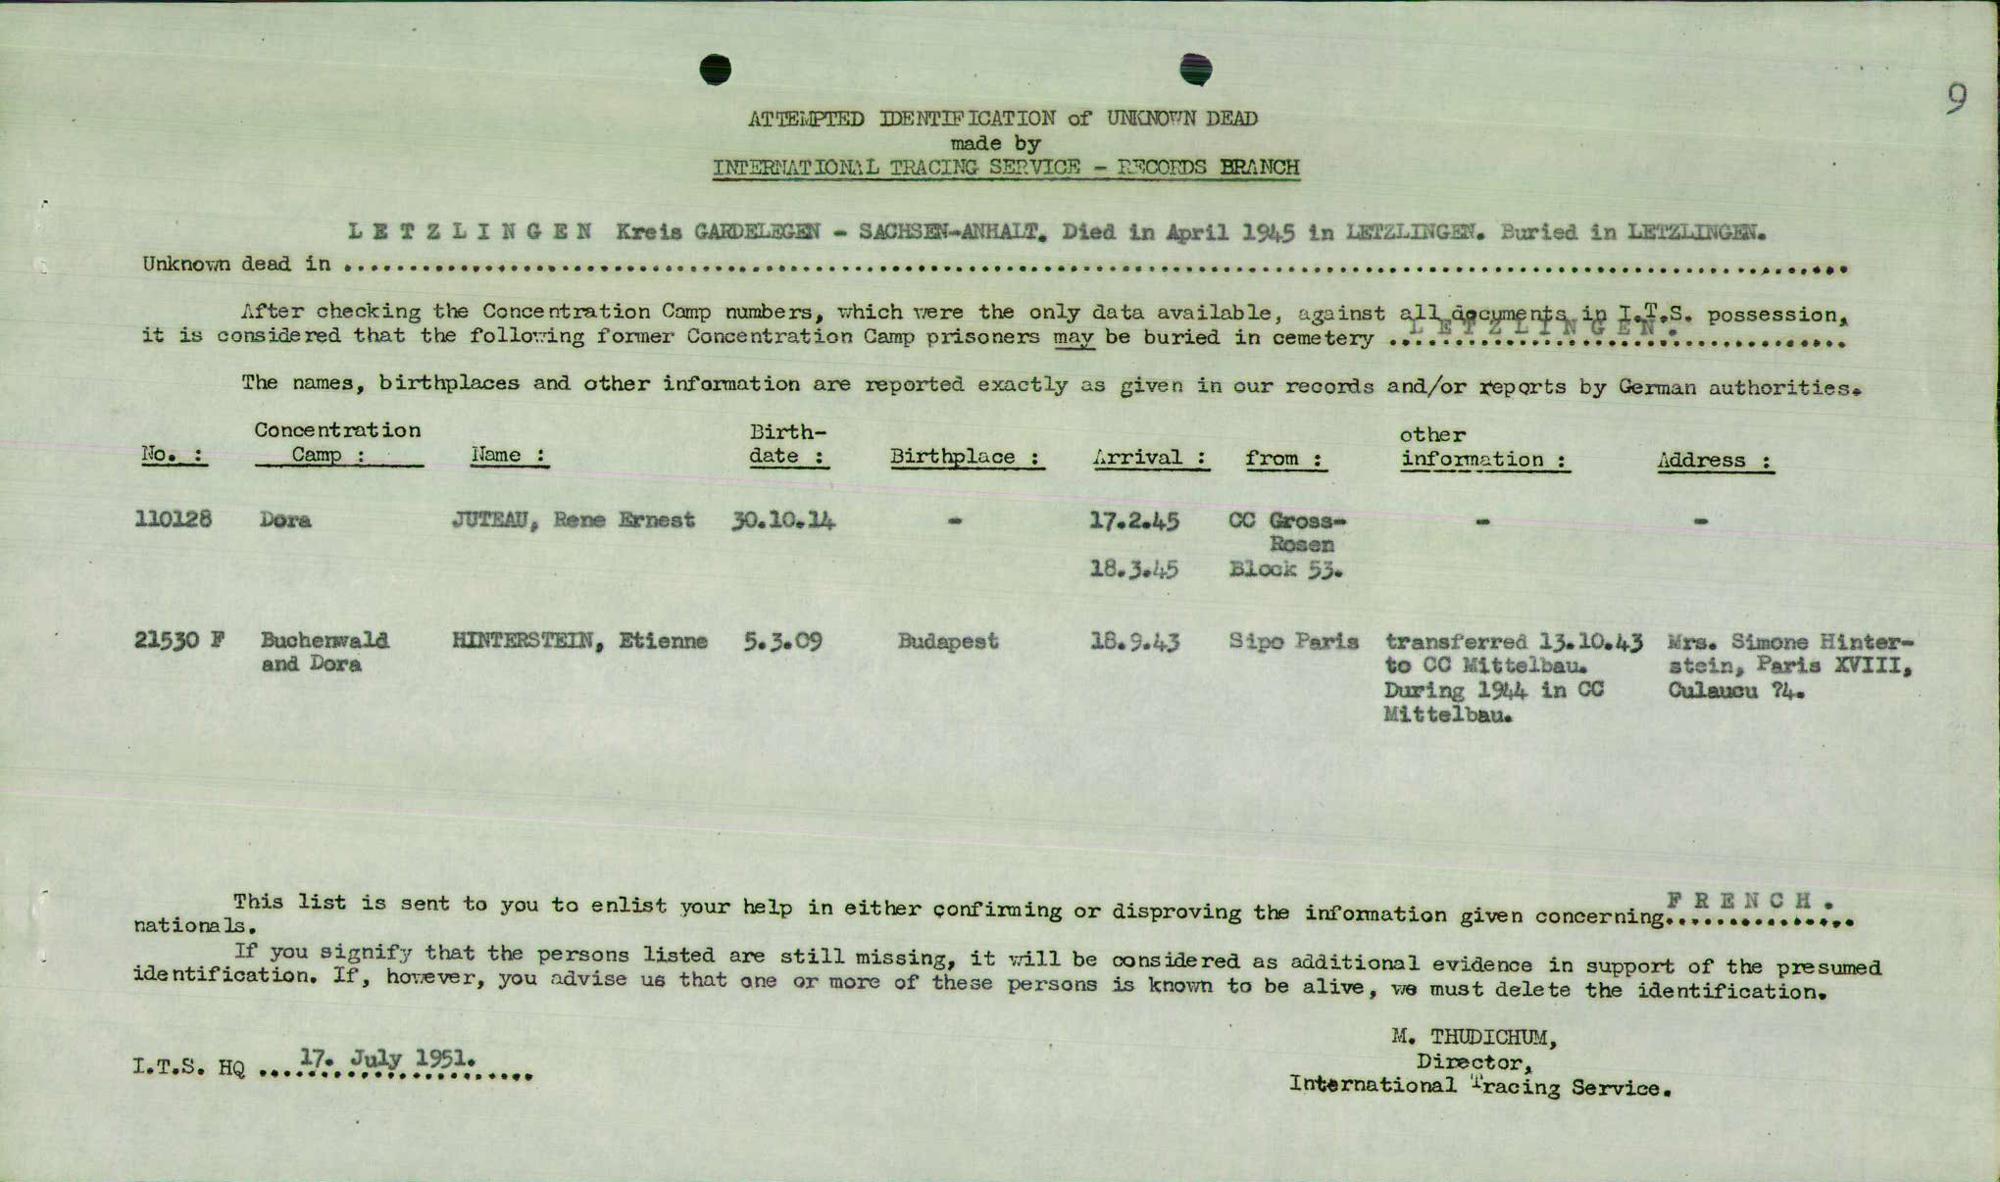 9
ATTEMPTED IDENTIFICATION of UNKNOWN DEAD
made by
INTERNATIONAL TRACING SERVICE - RECORDS BRANCH
L E T Z L I N G E N Kreis GARDELEGEN - SACHSEN-ANHALT. Died in April 1945 in LETZLINGEN. Buried in LETZLINGEN.
Unknown dead in ........................................
After checking the Concentration Camp numbers, which were the only data available, against all documents in I.T.S. possession,
L E T Z L I N G E N .
it is considered that the following former Concentration Camp prisoners may be buried in cemetery ........................................
The names, birthplaces and other information are reported exactly as given in our records and/or reports by German authorities.
No. : Concentration Camp : Name : Birth-date : Birthplace : Arrival : from : other information : Address :
110128 Dora JUTEAU, Rene Ernest 30.10.14 - 17.2.45 CC Gross- - -
Rosen
18.3.45 Block 53.
21530 F Buchenwald HINTERSTEIN, Etienne 5.3.09 Budapest 18.9.43 Sipo Paris transferred 13.10.43 Mrs. Simone Hinter-
and Dora to CC Mittelbau. stein, Paris XVIII,
During 1944 in CC Culaucu 74.
Mittelbau.
F R E N C H .
This list is sent to you to enlist your help in either confirming or disproving the information given concerning...............
nationals.
If you signify that the persons listed are still missing, it will be considered as additional evidence in support of the presumed
identification. If, however, you advise us that one or more of these persons is known to be alive, we must delete the identification.
M. THUDICHUM,
Director,
International Tracing Service.
I.T.S. HQ ... 17. July 1951. ......